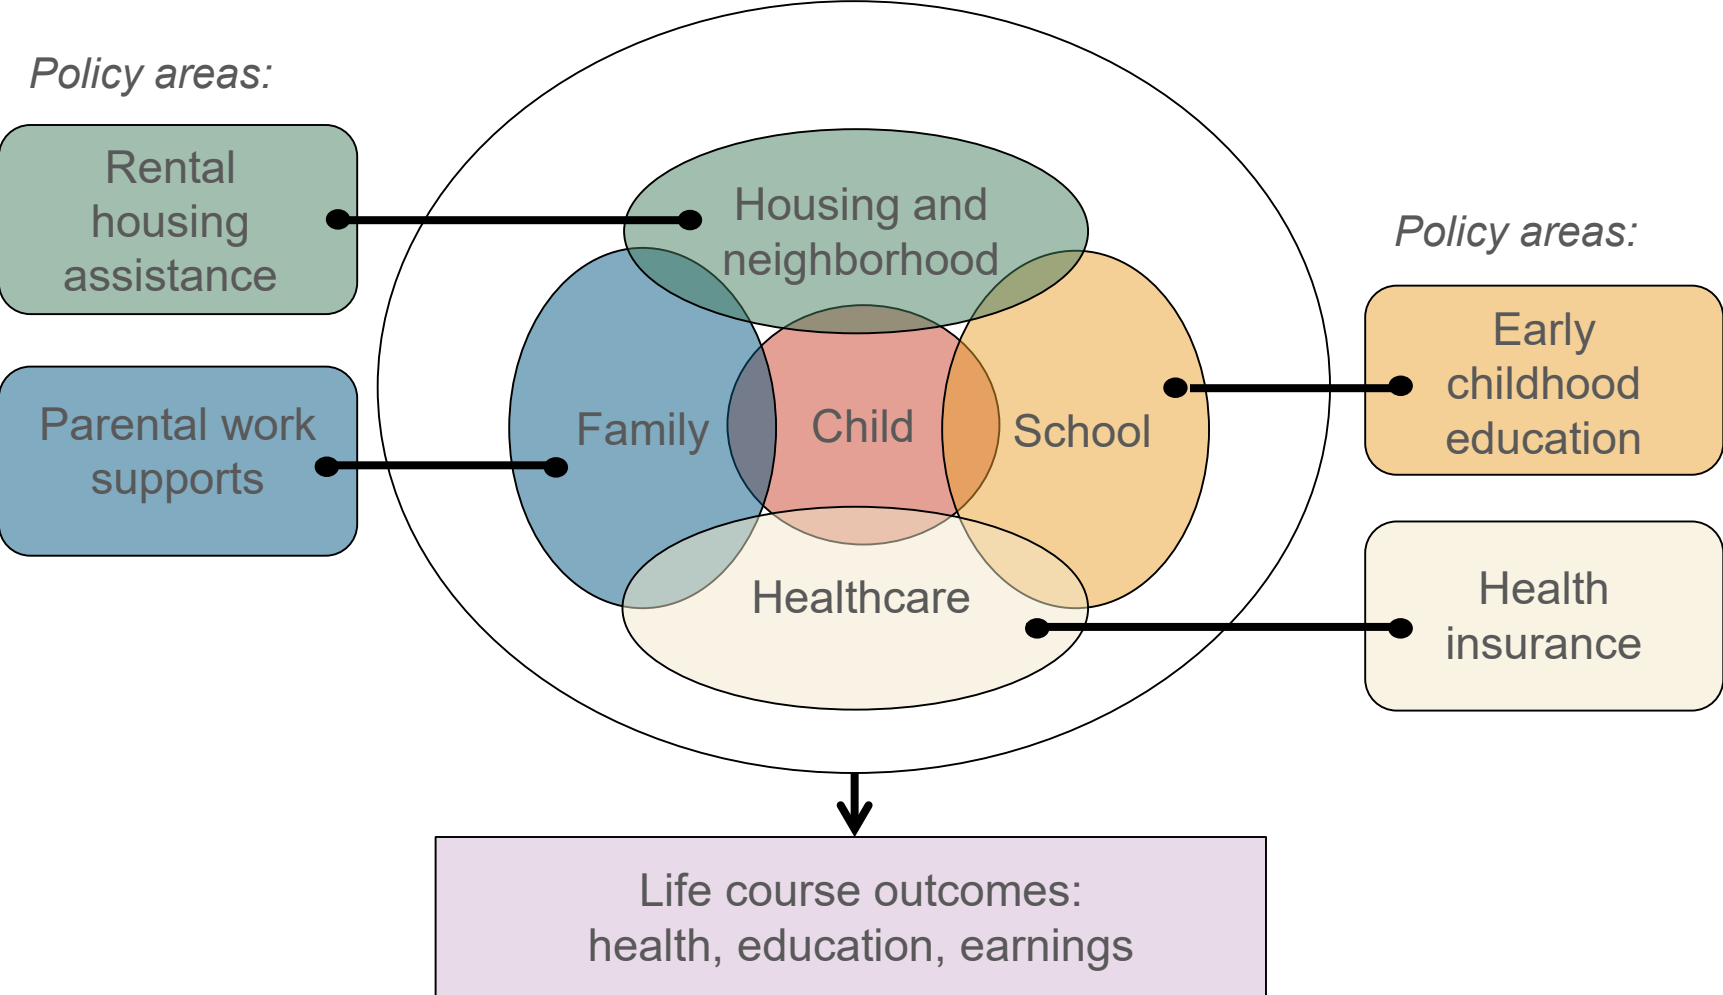 Policy areas:
Rental
housing
assistance
Parental work
supports
Housing and
neighborhood
Family
Child
School
Healthcare
Policy areas:
Early
childhood
education
Health
insurance
Life course outcomes:
health, education, earnings